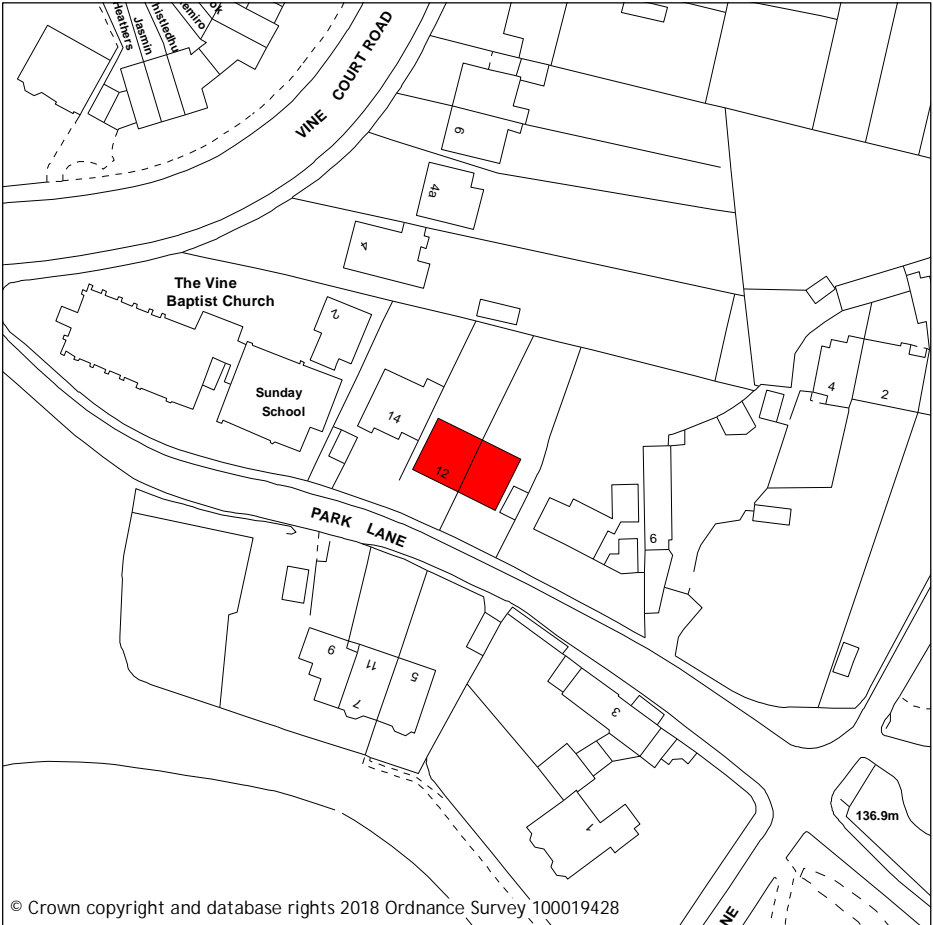 Heathers
Jasmin
VINE COURT ROAD
6
4a
4
The Vine
Baptist Church
2
Sunday
School
14
12
4
2
PARK LANE
6
9
11
5
7
3
1
136.9m
© Crown copyright and database rights 2018 Ordnance Survey 100019428